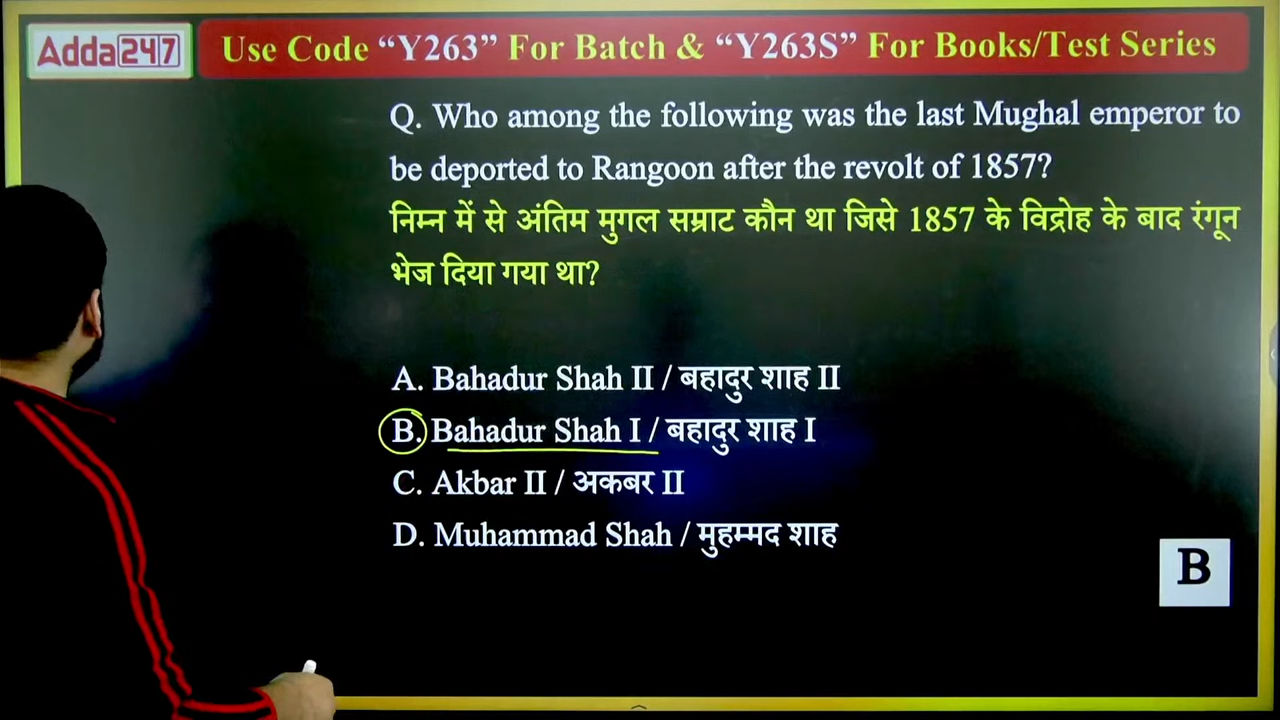 Adda247
Use Code “Y263” For Batch & “Y263S” For Books/Test Series
Q. Who among the following was the last Mughal emperor to
be deported to Rangoon after the revolt of 1857?
निम्न में से अंतिम मुगल सम्राट कौन था जिसे 1857 के विद्रोह के बाद रंगून
भेज दिया गया था?
A. Bahadur Shah II / बहादुर शाह II
B. Bahadur Shah I / बहादुर शाह I
C. Akbar II / अकबर II
D. Muhammad Shah / मुहम्मद शाह
B